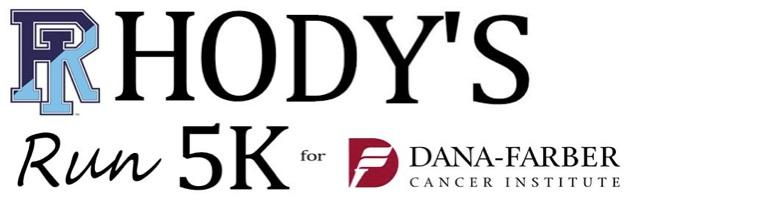 RHODY'S
Run 5K for DANA-FARBER
CANCER INSTITUTE